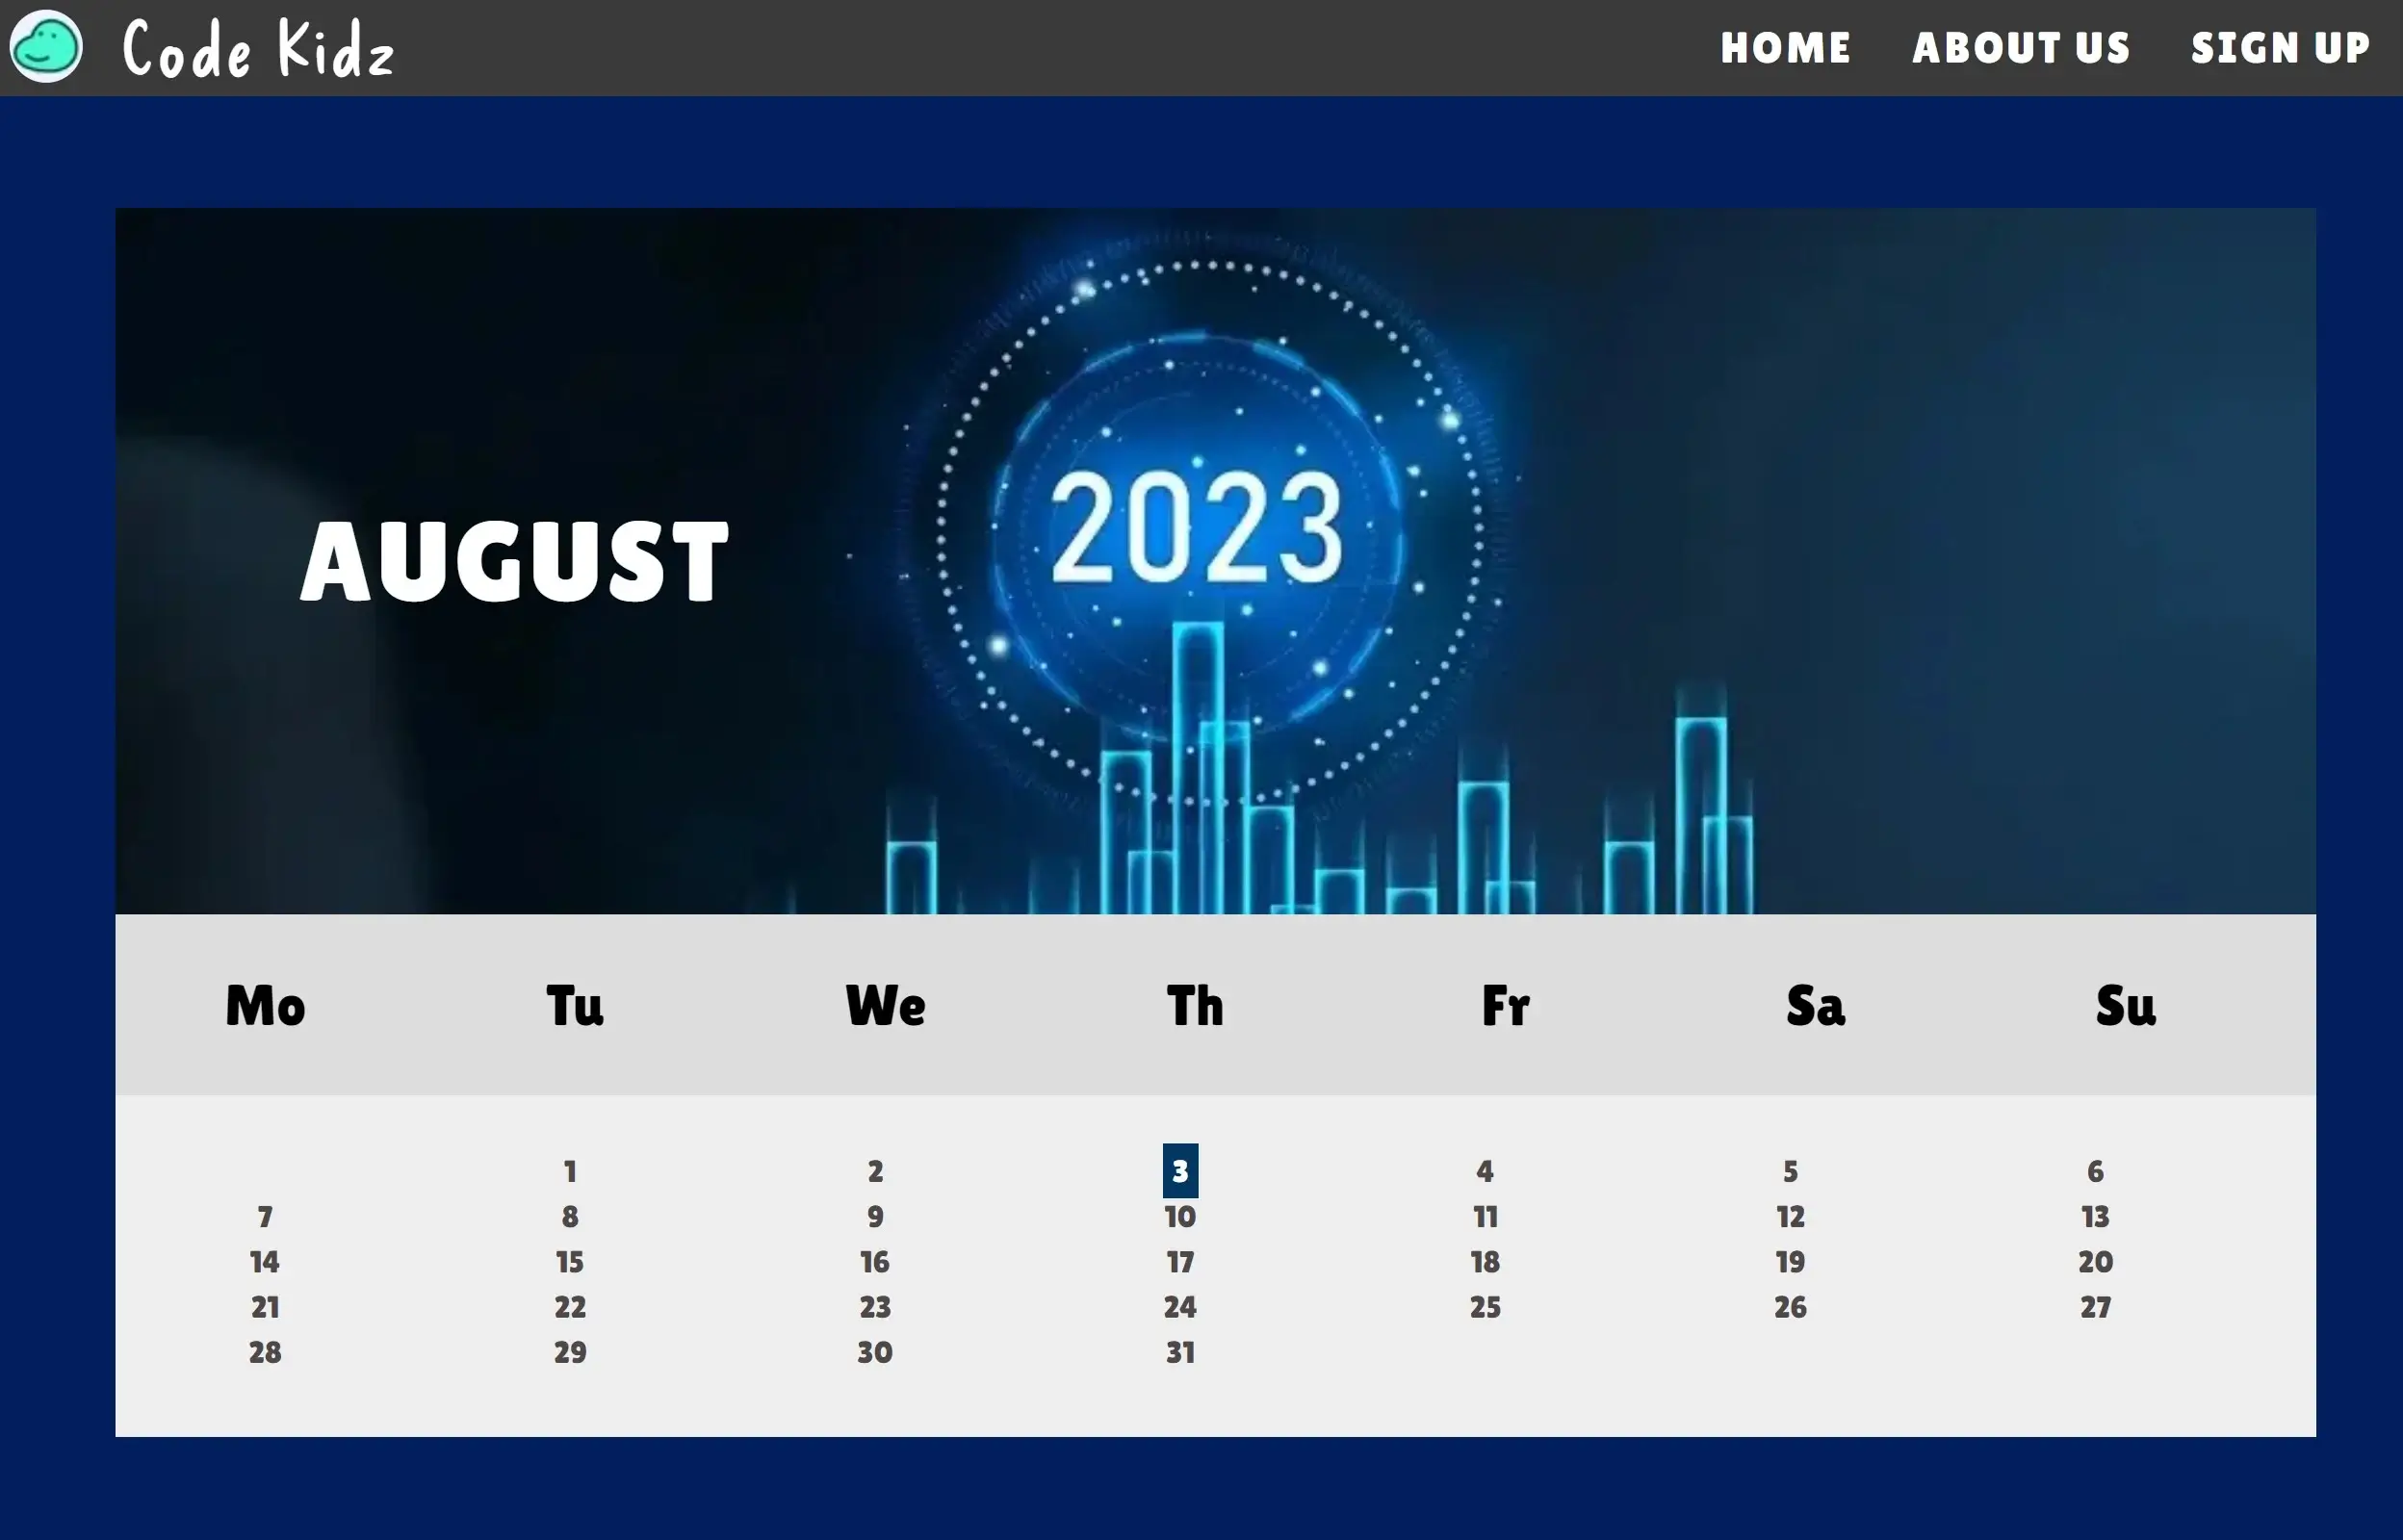 Code Kidz HOME ABOUT US SIGN UP
2023
AUGUST
Mo Tu We Th Fr Sa Su
1 2 3 4 5 6
7 8 9 10 11 12 13
14 15 16 17 18 19 20
21 22 23 24 25 26 27
28 29 30 31